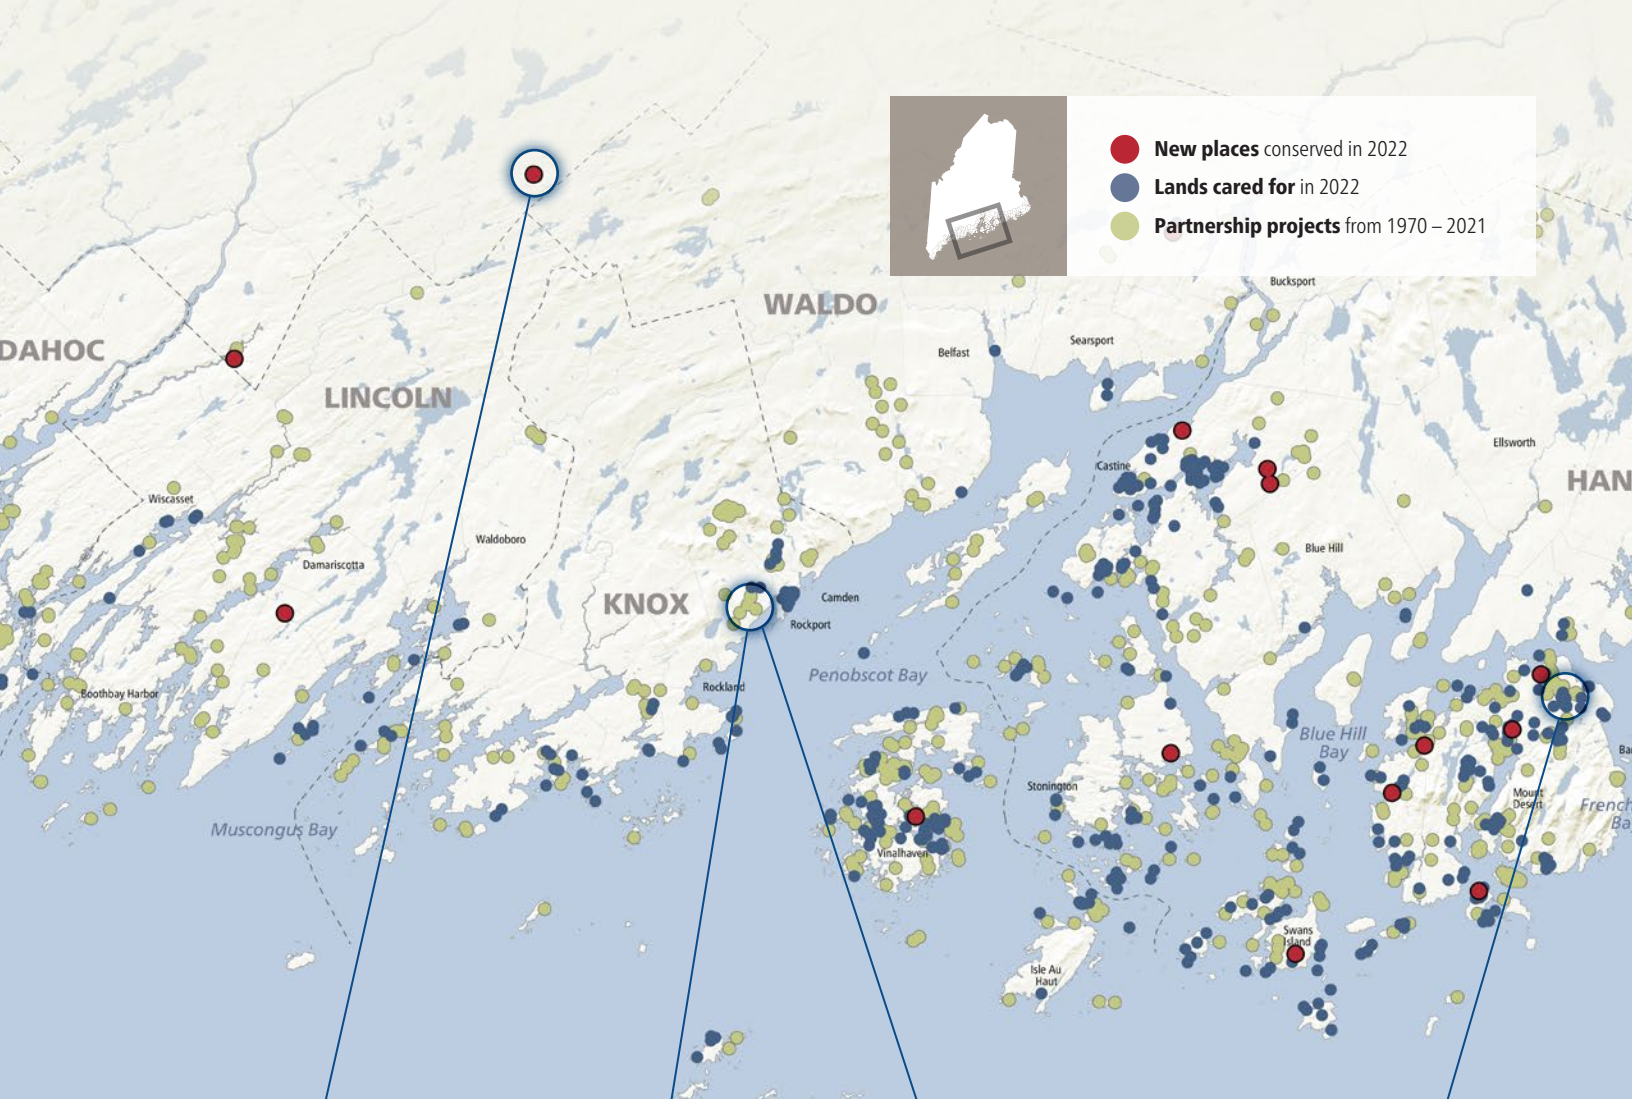 New places conserved in 2022
Lands cared for in 2022
Partnership projects from 1970 – 2021
Bucksport
WALDO
Searsport
Belfast
DAHOC
LINCOLN
Ellsworth
Castine
HAN
Wiscasset
Waldoboro
Blue Hill
Damariscotta
KNOX
Camden
Rockport
Penobscot Bay
Rockland
Boothbay Harbor
Blue Hill
Bay
Ba
Stonington
Mount
Desert
French
Ba
Muscongus Bay
Vinalhaven
Swans
Island
Isle Au
Haut